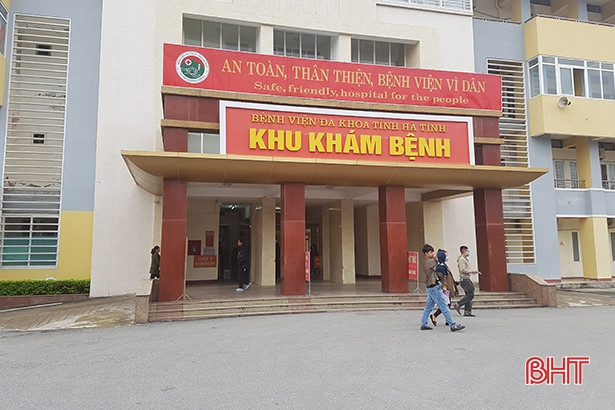 AN TOÀN, THÂN THIỆN, BỆNH VIỆN VÌ DÂN
Safe, friendly, hospital for the people
BỆNH VIỆN ĐA KHOA TỈNH HÀ TĨNH
KHU KHÁM BỆNH
BHT